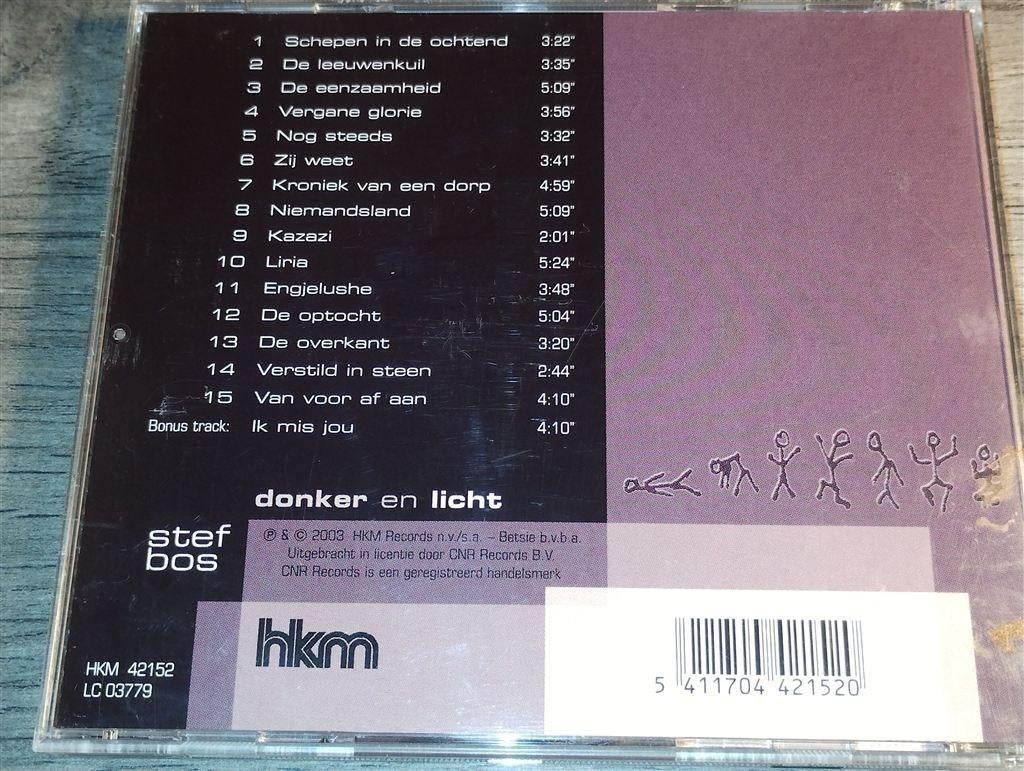 1 Schepen in de ochtend 3:22"
2 De leeuwenkuil 3:35"
3 De eenzaamheid 5:09"
4 Vergane glorie 3:56"
5 Nog steeds 3:32"
6 Zij weet 3:41"
7 Kroniek van een dorp 4:59"
8 Niemandsland 5:09"
9 Kazazi 2:01"
10 Liria 5:24"
11 Engjelushe 3:48"
12 De optocht 5:04"
13 De overkant 3:20"
14 Verstild in steen 2:44"
15 Van voor af aan 4:10"
Bonus track: Ik mis jou 4:10"
donker en licht
stef
bos
℗ & © 2003 HKM Records n.v./s.a. – Betsie b.v.b.a.
Uitgebracht in licentie door CNR Records B.V.
CNR Records is een geregistreerd handelsmerk
hkm
HKM 42152
LC 03779
5 411704 421520